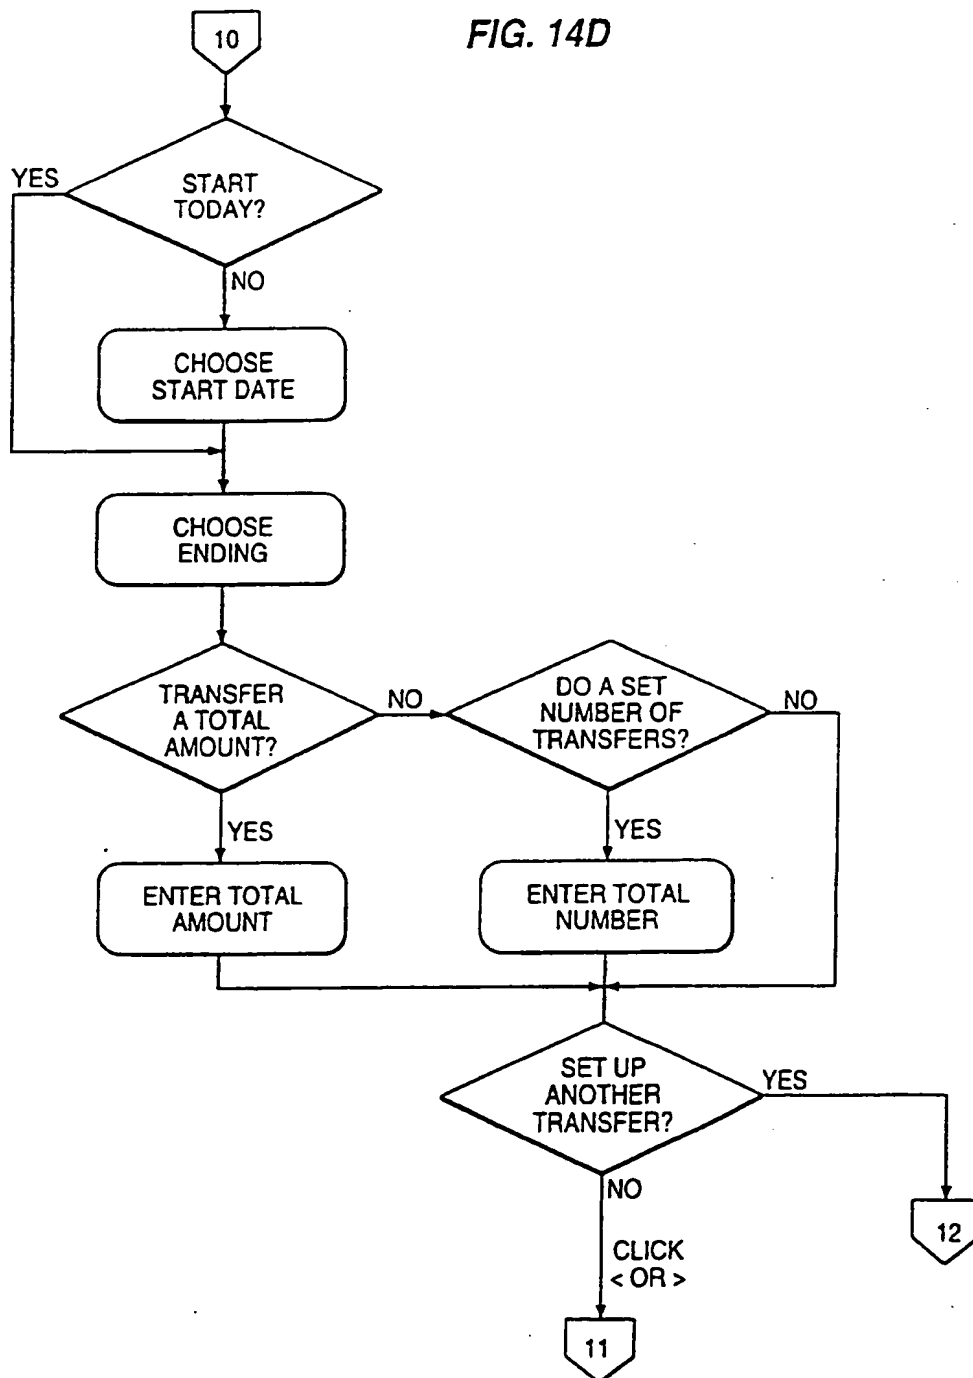 FIG. 14D
10
YES
START
TODAY?
NO
CHOOSE
START DATE
CHOOSE
ENDING
TRANSFER
A TOTAL
AMOUNT?
NO
DO A SET
NUMBER OF
TRANSFERS?
NO
YES
YES
ENTER TOTAL
AMOUNT
ENTER TOTAL
NUMBER
SET UP
ANOTHER
TRANSFER?
YES
NO
12
CLICK
< OR >
11